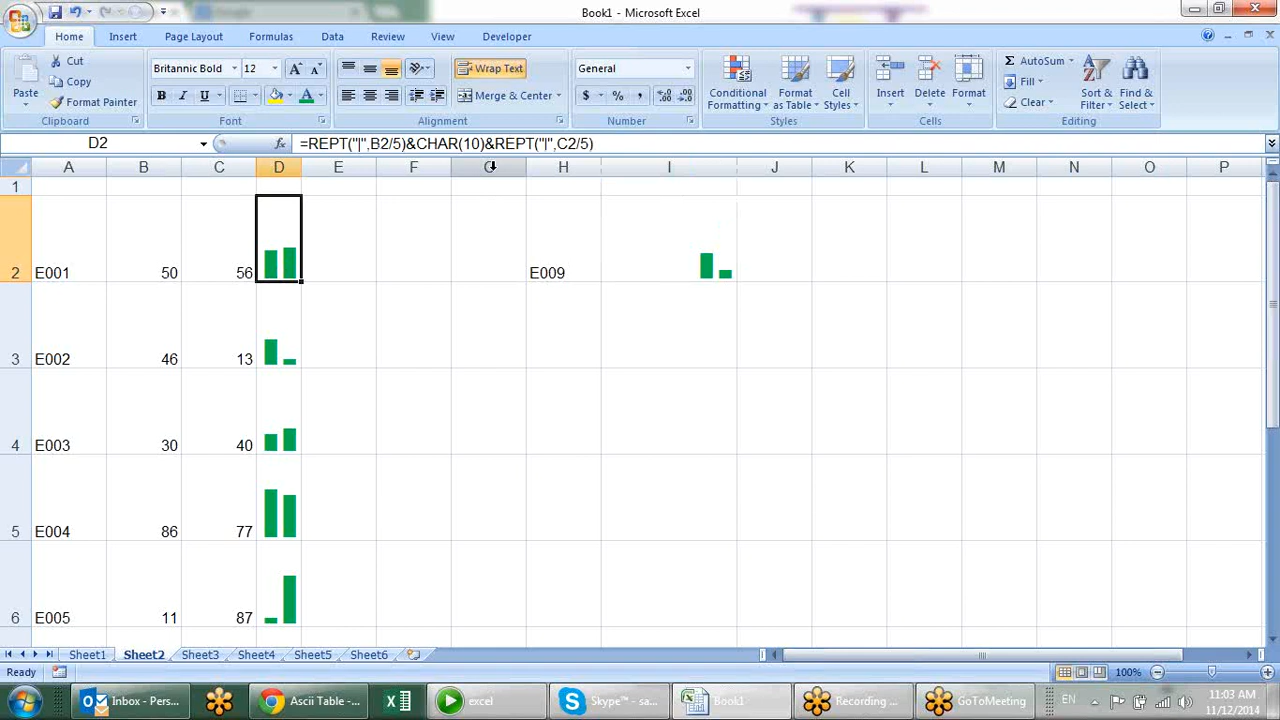 Book1 - Microsoft Excel
Home Insert Page Layout Formulas Data Review View Developer
Cut
Copy
Format Painter
Paste
Clipboard
Britannic Bold 12
B I U
Font
Wrap Text
Merge & Center
Alignment
General
$ % ,
Number
Conditional Formatting
Format as Table
Cell Styles
Styles
Insert Delete Format
Cells
Σ AutoSum
Fill
Clear
Sort & Filter
Find & Select
Editing
D2 fx =REPT("|",B2/5)&CHAR(10)&REPT("|",C2/5)
A B C D E F G H I J K L M N O P
1
2 E001 50 56 E009
3 E002 46 13
4 E003 30 40
5 E004 86 77
6 E005 11 87
Sheet1 Sheet2 Sheet3 Sheet4 Sheet5 Sheet6
Ready 100%
Inbox - Pers... Ascii Table -... excel Skype™ - sa... Book1 Recording ... GoToMeeting EN 11:03 AM
11/12/2014